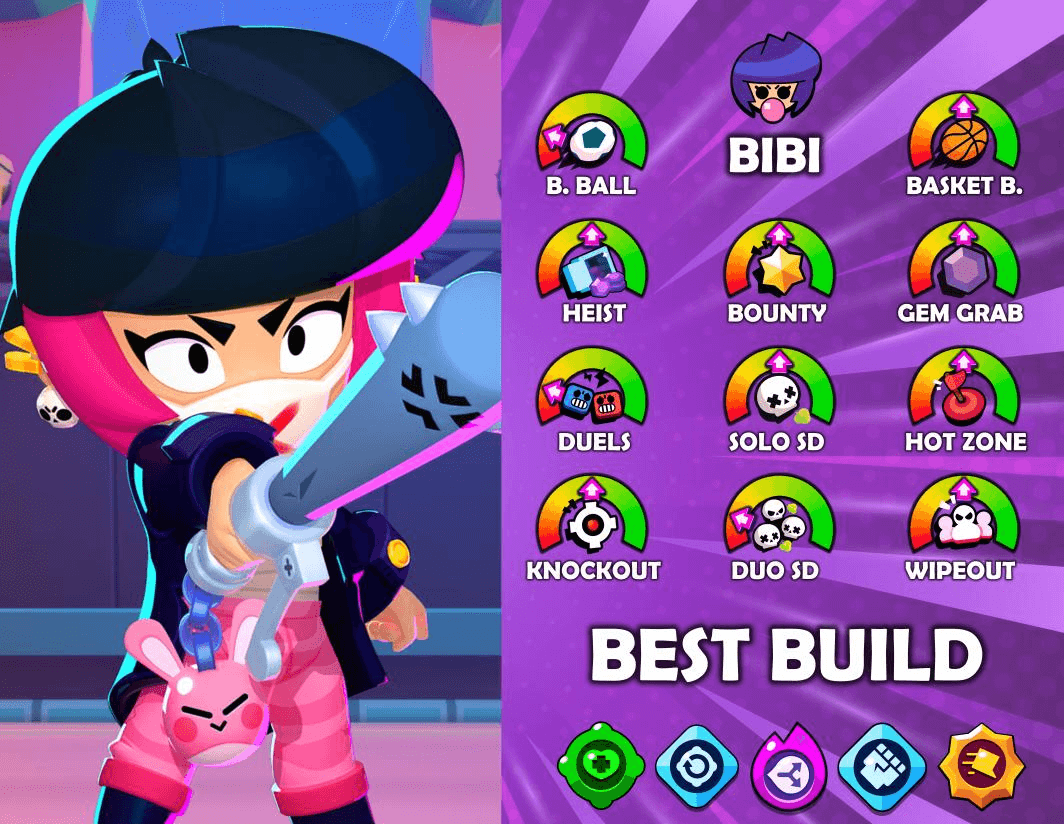 BIBI
B. BALL
BASKET B.
HEIST
BOUNTY
GEM GRAB
DUELS
SOLO SD
HOT ZONE
KNOCKOUT
DUO SD
WIPEOUT
BEST BUILD